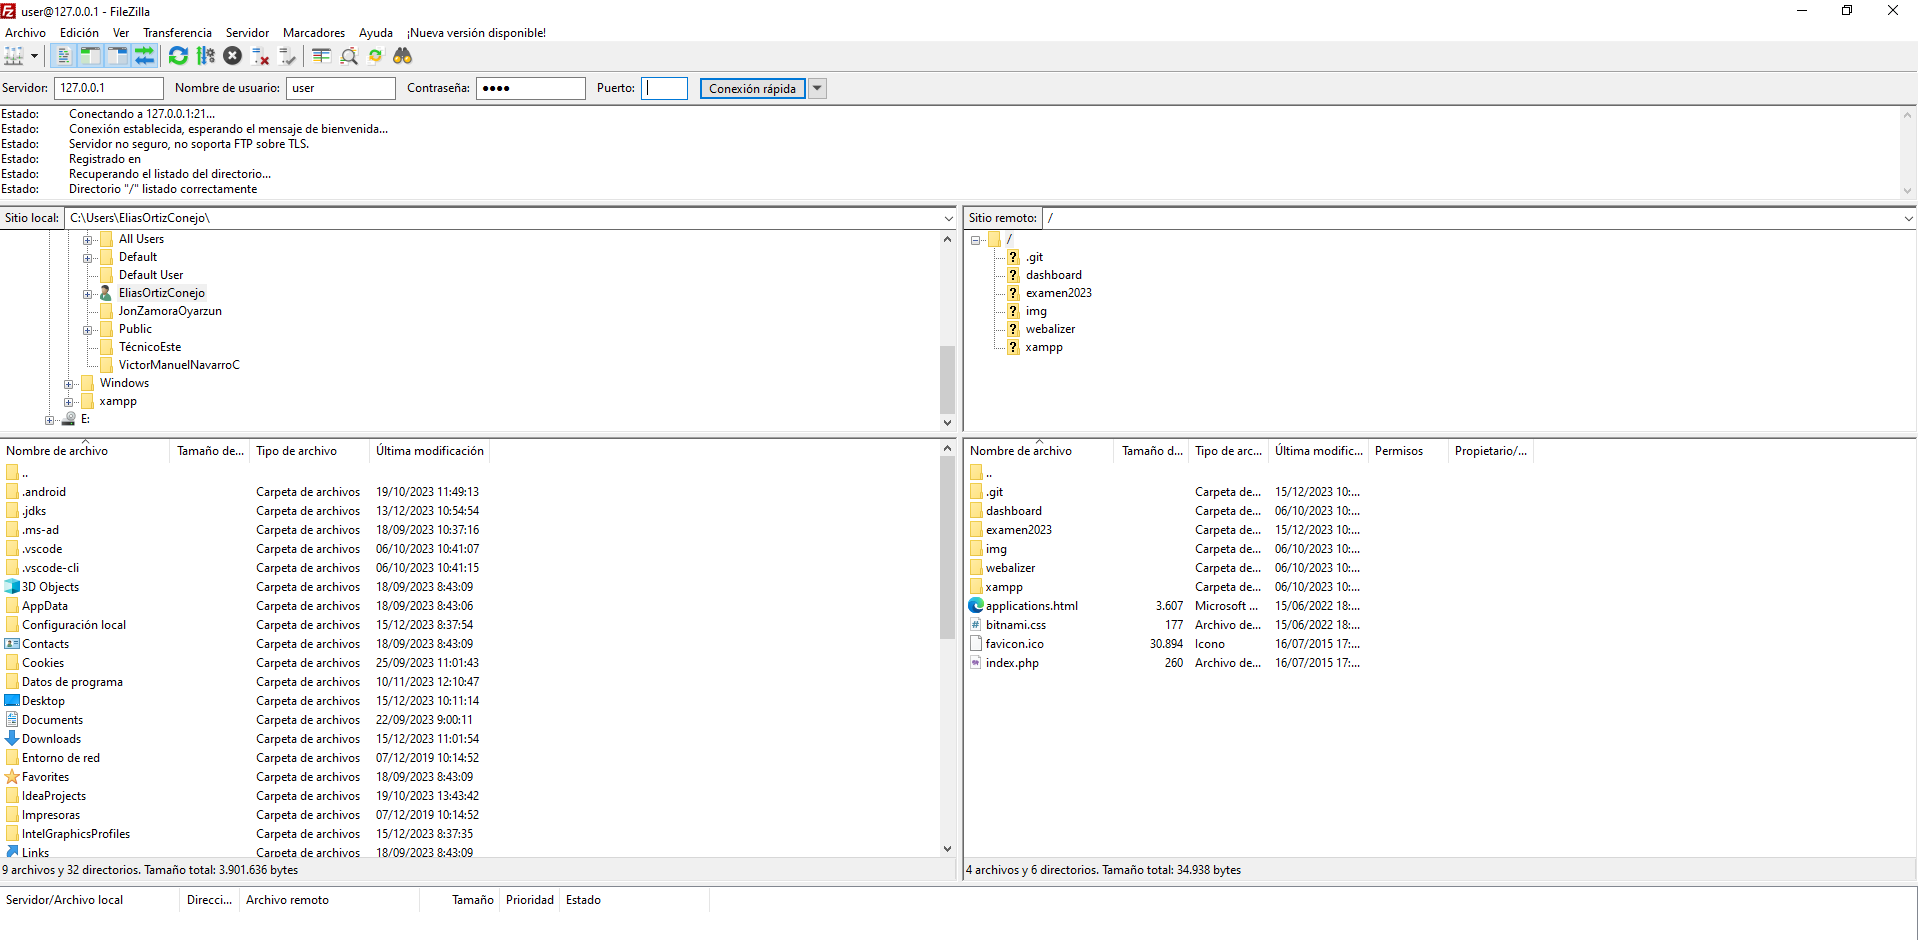 user@127.0.0.1 - FileZilla
Archivo Edición Ver Transferencia Servidor Marcadores Ayuda ¡Nueva versión disponible!
Servidor: 127.0.0.1 Nombre de usuario: user Contraseña: ●●●● Puerto: Conexión rápida
Estado: Conectando a 127.0.0.1:21...
Estado: Conexión establecida, esperando el mensaje de bienvenida...
Estado: Servidor no seguro, no soporta FTP sobre TLS.
Estado: Registrado en
Estado: Recuperando el listado del directorio...
Estado: Directorio "/" listado correctamente
Sitio local: C:\Users\EliasOrtizConejo\
All Users
Default
Default User
EliasOrtizConejo
JonZamoraOyarzun
Public
TécnicoEste
VictorManuelNavarroC
Windows
xampp
E:
Nombre de archivo Tamaño de... Tipo de archivo Última modificación
..
.android Carpeta de archivos 19/10/2023 11:49:13
.jdks Carpeta de archivos 13/12/2023 10:54:54
.ms-ad Carpeta de archivos 18/09/2023 10:37:16
.vscode Carpeta de archivos 06/10/2023 10:41:07
.vscode-cli Carpeta de archivos 06/10/2023 10:41:15
3D Objects Carpeta de archivos 18/09/2023 8:43:09
AppData Carpeta de archivos 18/09/2023 8:43:06
Configuración local Carpeta de archivos 15/12/2023 8:37:54
Contacts Carpeta de archivos 18/09/2023 8:43:09
Cookies Carpeta de archivos 25/09/2023 11:01:43
Datos de programa Carpeta de archivos 10/11/2023 12:10:47
Desktop Carpeta de archivos 15/12/2023 10:11:14
Documents Carpeta de archivos 22/09/2023 9:00:11
Downloads Carpeta de archivos 15/12/2023 11:01:54
Entorno de red Carpeta de archivos 07/12/2019 10:14:52
Favorites Carpeta de archivos 18/09/2023 8:43:09
IdeaProjects Carpeta de archivos 19/10/2023 13:43:42
Impresoras Carpeta de archivos 07/12/2019 10:14:52
IntelGraphicsProfiles Carpeta de archivos 15/12/2023 8:37:35
Links Carpeta de archivos 18/09/2023 8:43:09
9 archivos y 32 directorios. Tamaño total: 3.901.636 bytes
Sitio remoto: /
/
.git
dashboard
examen2023
img
webalizer
xampp
Nombre de archivo Tamaño d... Tipo de arc... Última modific... Permisos Propietario/...
..
.git Carpeta de... 15/12/2023 10:...
dashboard Carpeta de... 06/10/2023 10:...
examen2023 Carpeta de... 15/12/2023 10:...
img Carpeta de... 06/10/2023 10:...
webalizer Carpeta de... 06/10/2023 10:...
xampp Carpeta de... 06/10/2023 10:...
applications.html 3.607 Microsoft ... 15/06/2022 18:...
bitnami.css 177 Archivo de... 15/06/2022 18:...
favicon.ico 30.894 Icono 16/07/2015 17:...
index.php 260 Archivo de... 16/07/2015 17:...
4 archivos y 6 directorios. Tamaño total: 34.938 bytes
Servidor/Archivo local Direcci... Archivo remoto Tamaño Prioridad Estado